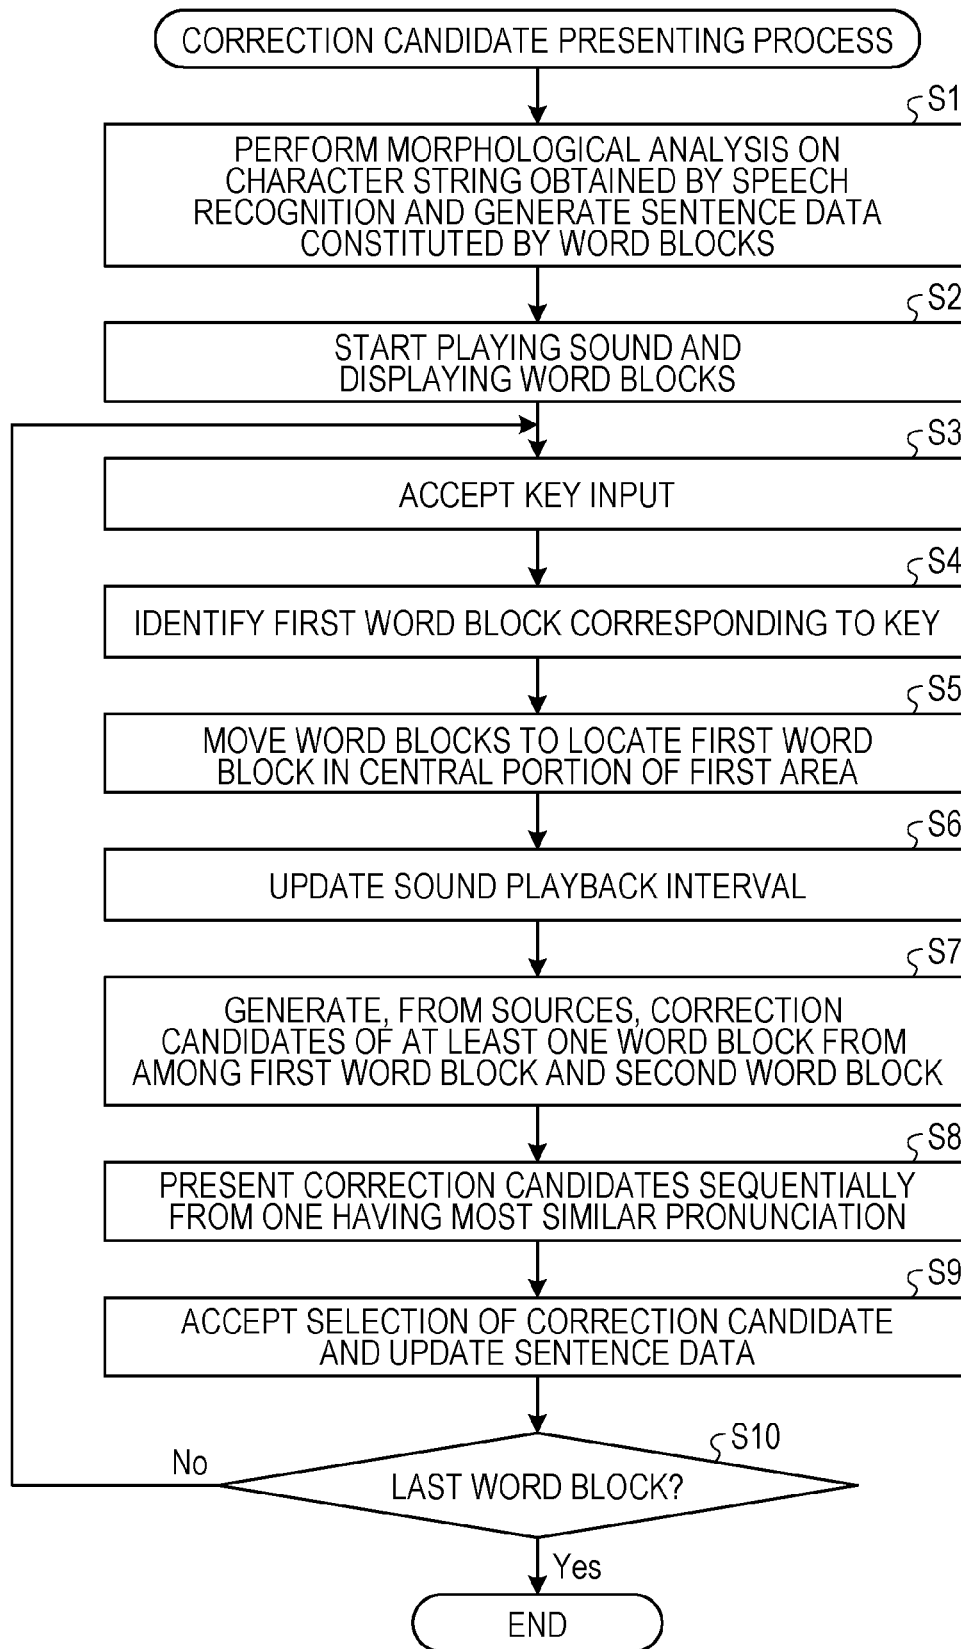 CORRECTION CANDIDATE PRESENTING PROCESS
S1
PERFORM MORPHOLOGICAL ANALYSIS ON
CHARACTER STRING OBTAINED BY SPEECH
RECOGNITION AND GENERATE SENTENCE DATA
CONSTITUTED BY WORD BLOCKS
S2
START PLAYING SOUND AND
DISPLAYING WORD BLOCKS
S3
ACCEPT KEY INPUT
S4
IDENTIFY FIRST WORD BLOCK CORRESPONDING TO KEY
S5
MOVE WORD BLOCKS TO LOCATE FIRST WORD
BLOCK IN CENTRAL PORTION OF FIRST AREA
S6
UPDATE SOUND PLAYBACK INTERVAL
S7
GENERATE, FROM SOURCES, CORRECTION
CANDIDATES OF AT LEAST ONE WORD BLOCK FROM
AMONG FIRST WORD BLOCK AND SECOND WORD BLOCK
S8
PRESENT CORRECTION CANDIDATES SEQUENTIALLY
FROM ONE HAVING MOST SIMILAR PRONUNCIATION
S9
ACCEPT SELECTION OF CORRECTION CANDIDATE
AND UPDATE SENTENCE DATA
S10
No
LAST WORD BLOCK?
Yes
END